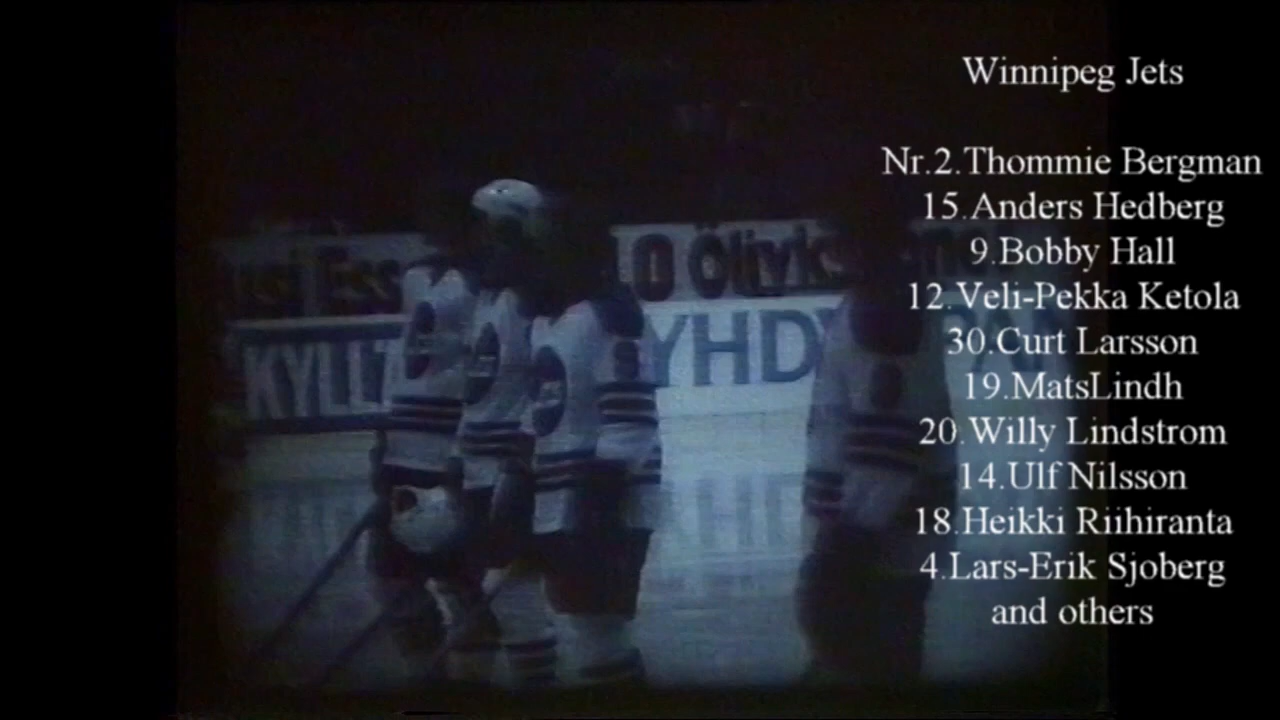 Winnipeg Jets
Nr.2.Thommie Bergman
15.Anders Hedberg
9.Bobby Hall
12.Veli-Pekka Ketola
30.Curt Larsson
19.MatsLindh
20.Willy Lindstrom
14.Ulf Nilsson
18.Heikki Riihiranta
4.Lars-Erik Sjoberg
and others
Ess
KYLL
YHD